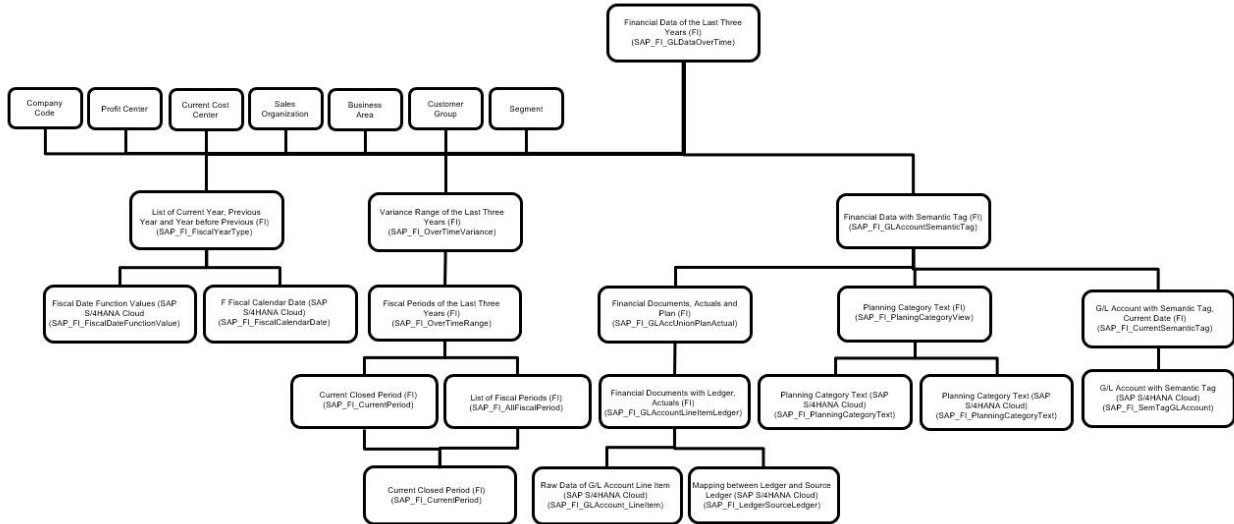 Financial Data of the Last Three
Years (FI)
(SAP_FI_GLDataOverTime)
Company
Code
Profit Center
Current Cost
Center
Sales
Organization
Business
Area
Customer
Group
Segment
List of Current Year, Previous
Year and Year before Previous (FI)
(SAP_FI_FiscalYearType)
Variance Range of the Last Three
Years (FI)
(SAP_FI_OverTimeVariance)
Financial Data with Semantic Tag (FI)
(SAP_FI_GLAccountSemanticTag)
Fiscal Date Function Values (SAP
S/4HANA Cloud
(SAP_FI_FiscalDateFunctionValue)
F Fiscal Calendar Date (SAP
S/4HANA Cloud)
(SAP_FI_FiscalCalendarDate)
Fiscal Periods of the Last Three
Years (FI)
(SAP_FI_OverTimeRange)
Financial Documents, Actuals and
Plan (FI)
(SAP_FI_GLAccUnionPlanActual)
Planning Category Text (FI)
(SAP_FI_PlaningCategoryView)
G/L Account with Semantic Tag,
Current Date (FI)
(SAP_FI_CurrentSemanticTag)
Current Closed Period (FI)
(SAP_FI_CurrentPeriod)
List of Fiscal Periods (FI)
(SAP_FI_AllFiscalPeriod)
Financial Documents with Ledger,
Actuals (FI)
(SAP_FI_GLAccountLineItemLedger)
Planning Category Text (SAP
S/4HANA Cloud)
(SAP_FI_PlanningCategoryText)
Planning Category Text (SAP
S/4HANA Cloud)
(SAP_FI_PlanningCategoryText)
G/L Account with Semantic Tag
(SAP S/4HANA Cloud)
(SAP_FI_SemTagGLAccount)
Current Closed Period (FI)
(SAP_FI_CurrentPeriod)
Raw Data of G/L Account Line Item
(SAP S/4HANA Cloud)
(SAP_FI_GLAccount_LineItem)
Mapping between Ledger and Source
Ledger (SAP S/4HANA Cloud)
(SAP_FI_LedgerSourceLedger)